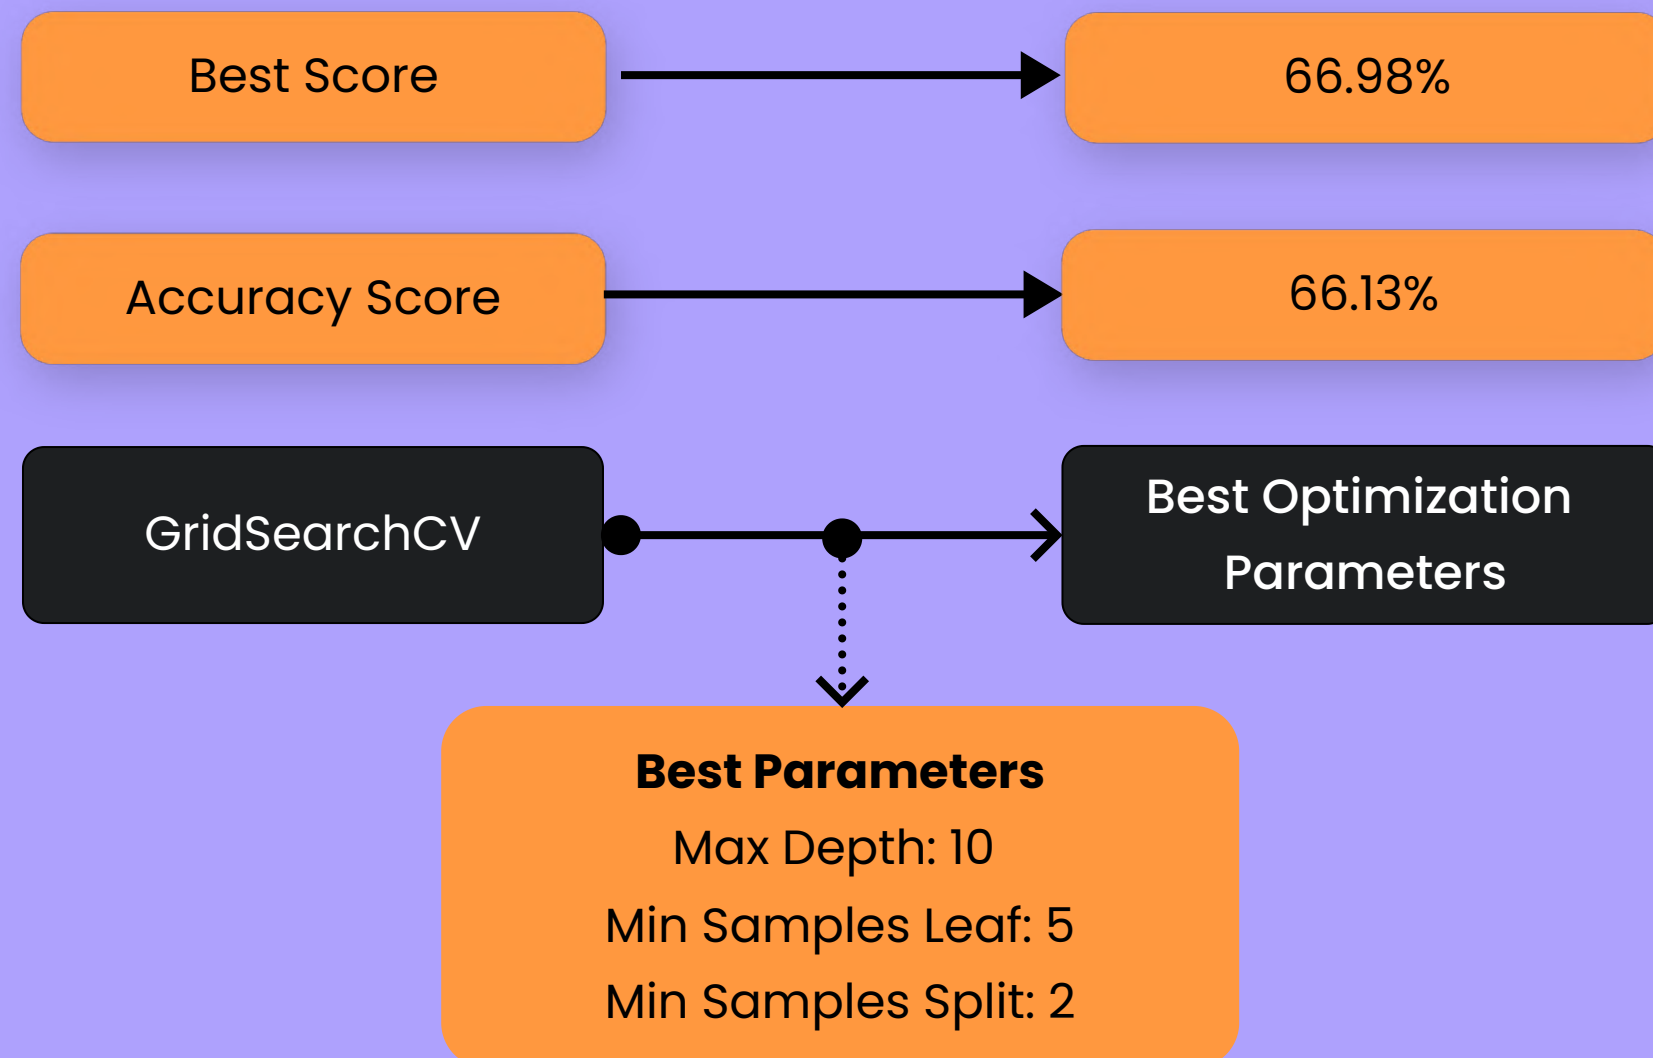 Best Score
66.98%
Accuracy Score
66.13%
GridSearchCV
Best Optimization
Parameters
Best Parameters
Max Depth: 10
Min Samples Leaf: 5
Min Samples Split: 2